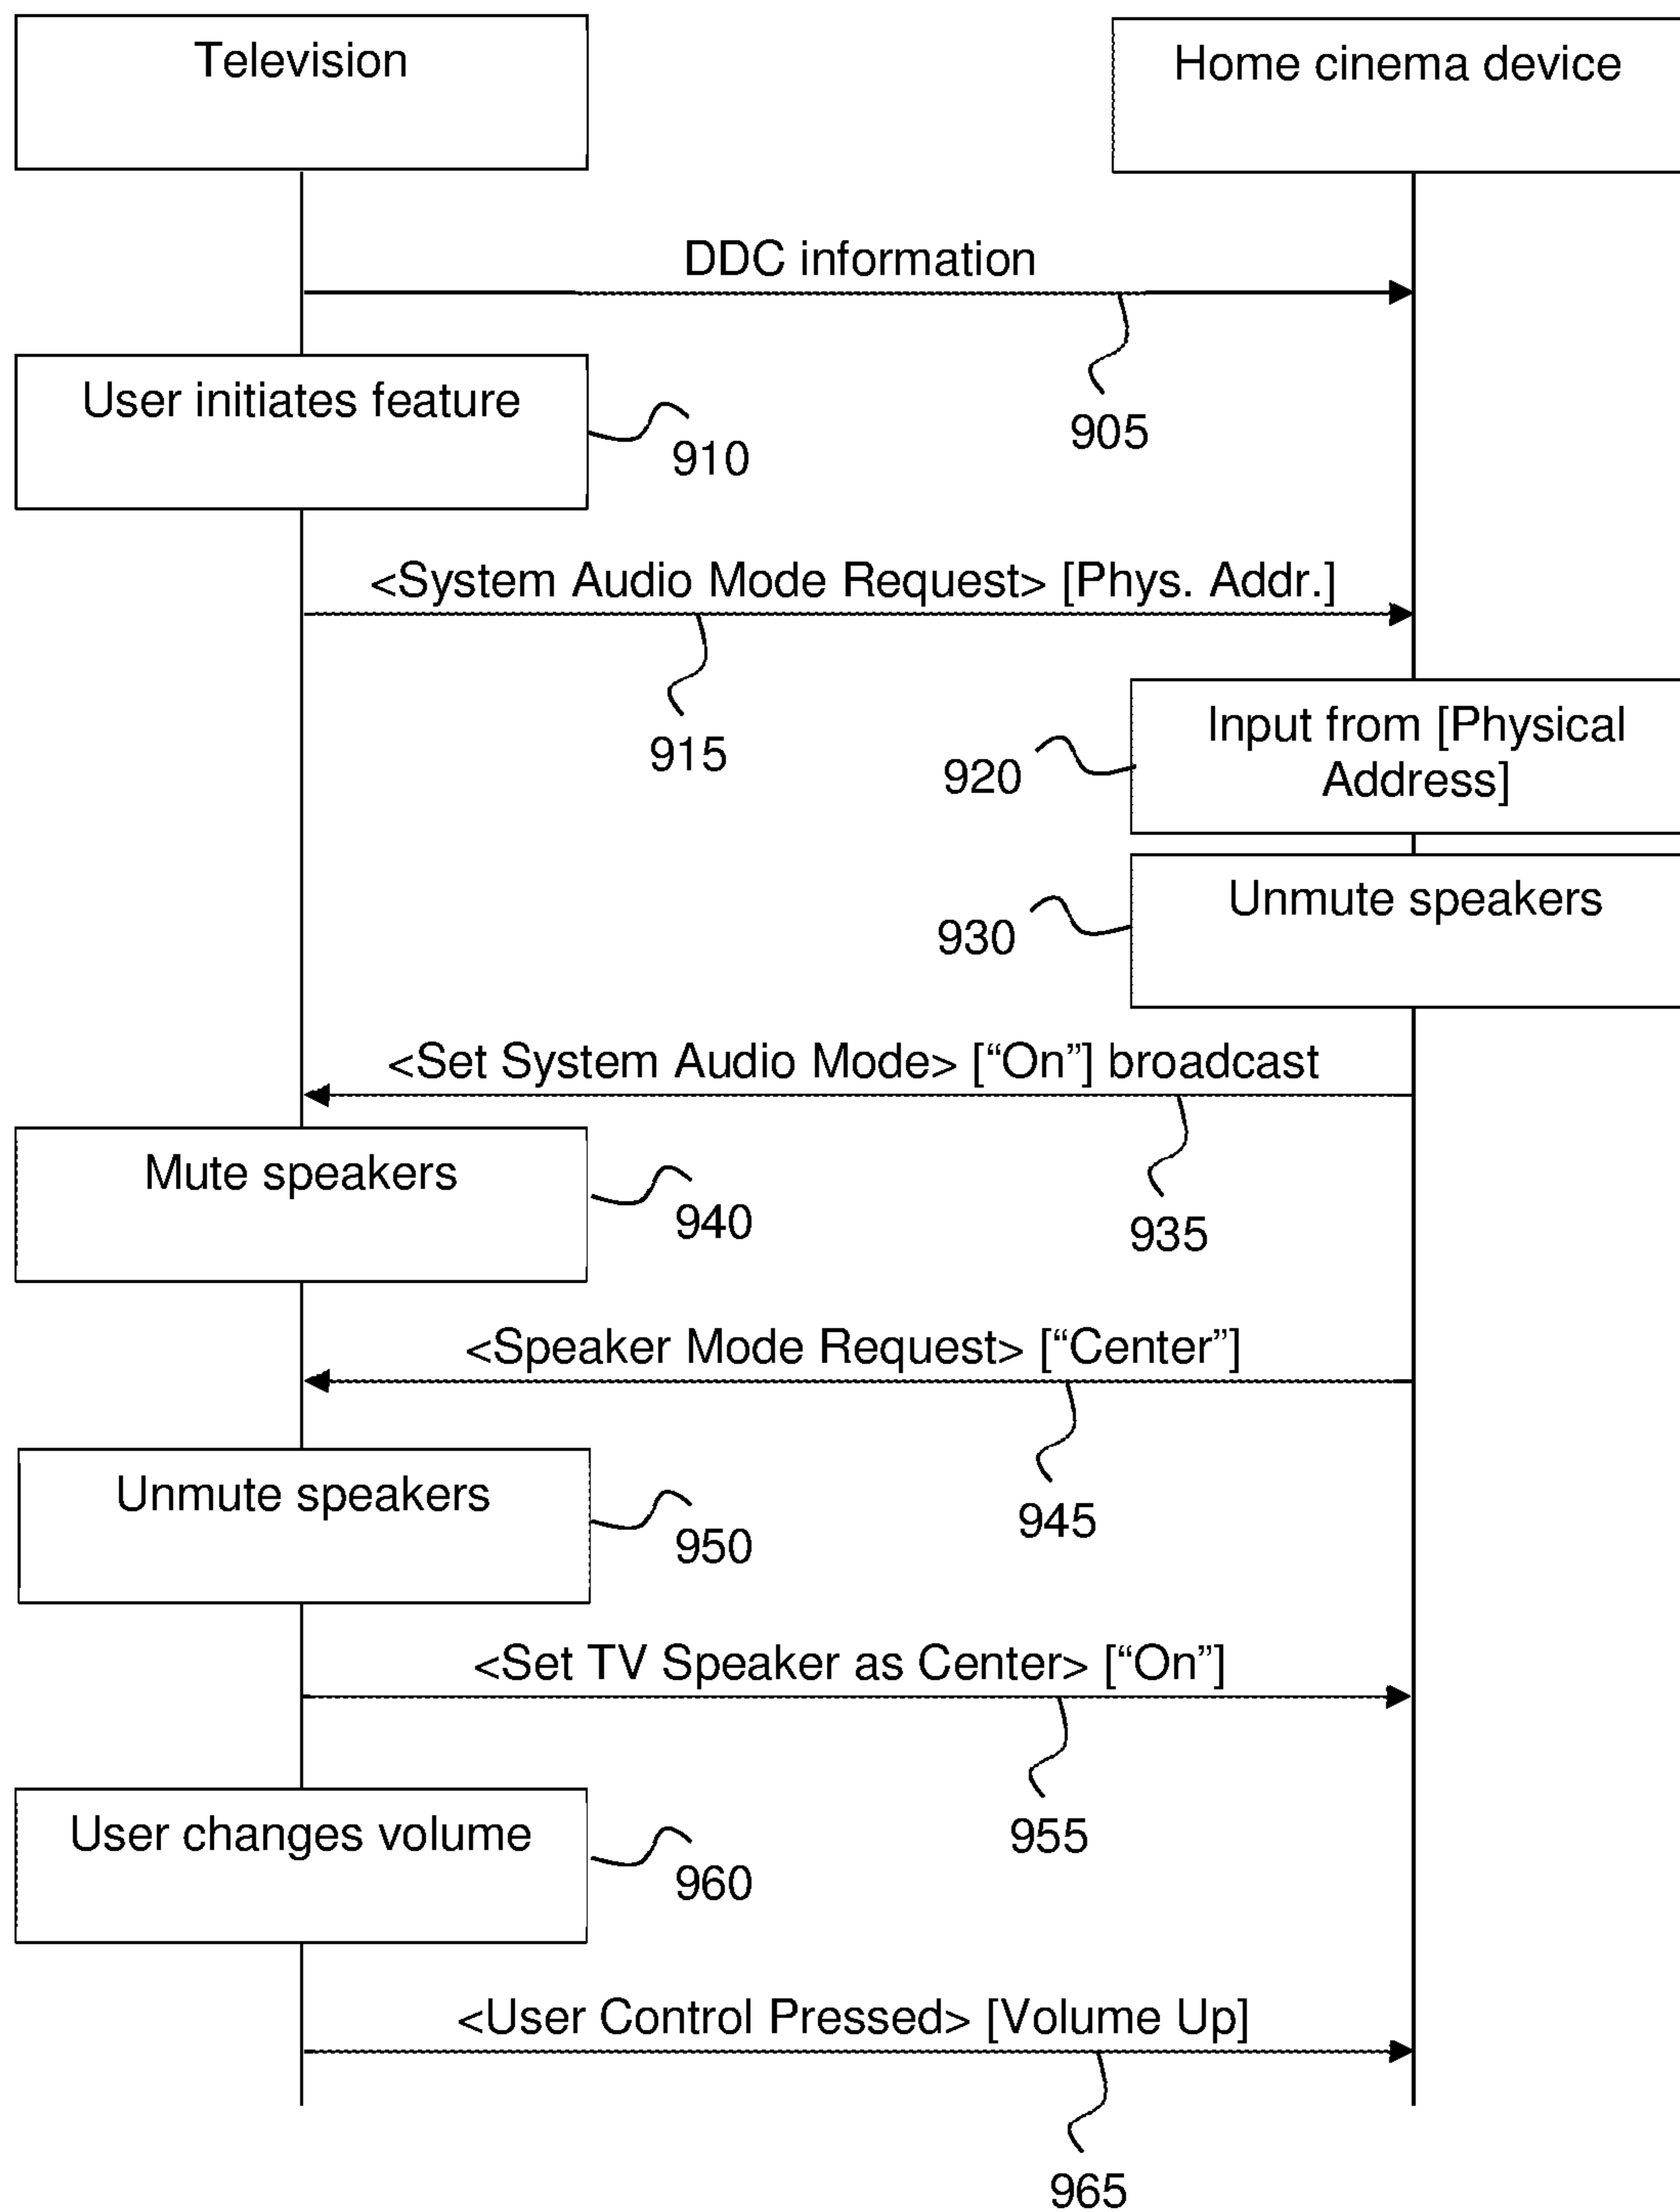 Television
Home cinema device
DDC information
905
User initiates feature
910
<System Audio Mode Request> [Phys. Addr.]
915
Input from [Physical
Address]
920
Unmute speakers
930
<Set System Audio Mode> [“On”] broadcast
935
Mute speakers
940
<Speaker Mode Request> [“Center”]
945
Unmute speakers
950
<Set TV Speaker as Center> [“On”]
955
User changes volume
960
<User Control Pressed> [Volume Up]
965